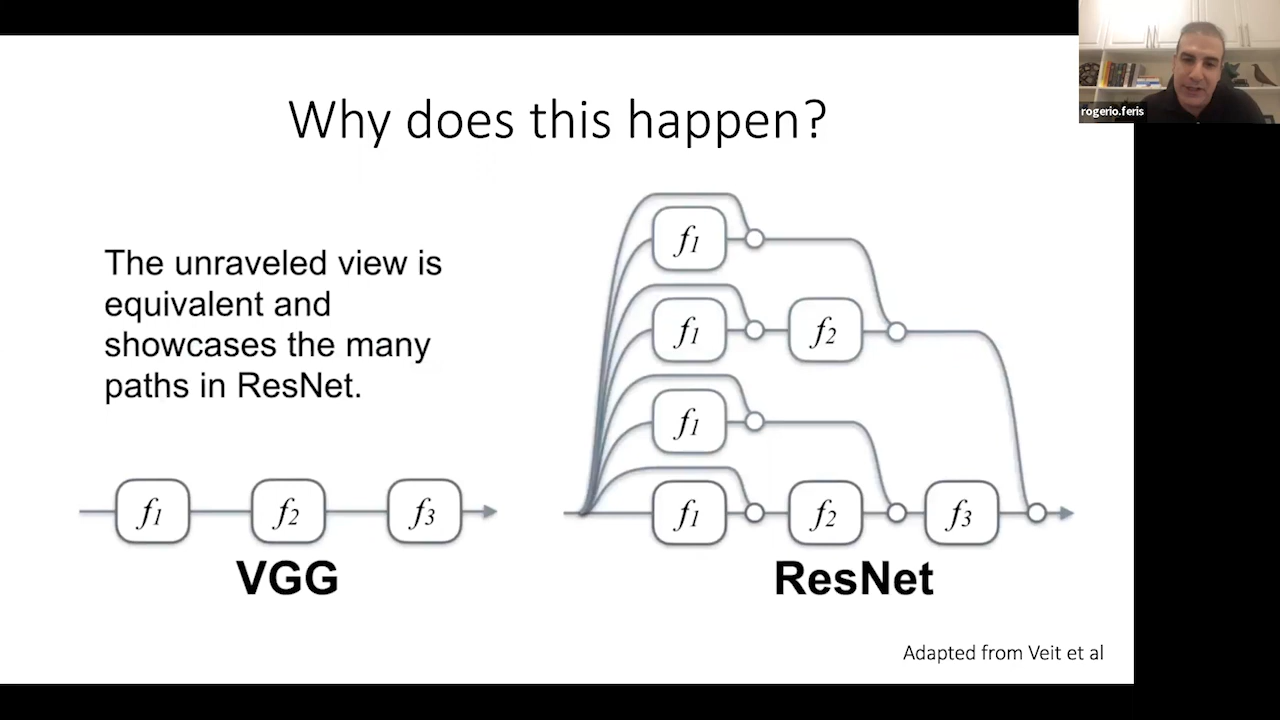 rogerio.feris
Why does this happen?
The unraveled view is
equivalent and
showcases the many
paths in ResNet.
f1
f1 f2
f1
f1 f2 f3
f1 f2 f3
VGG
ResNet
Adapted from Veit et al